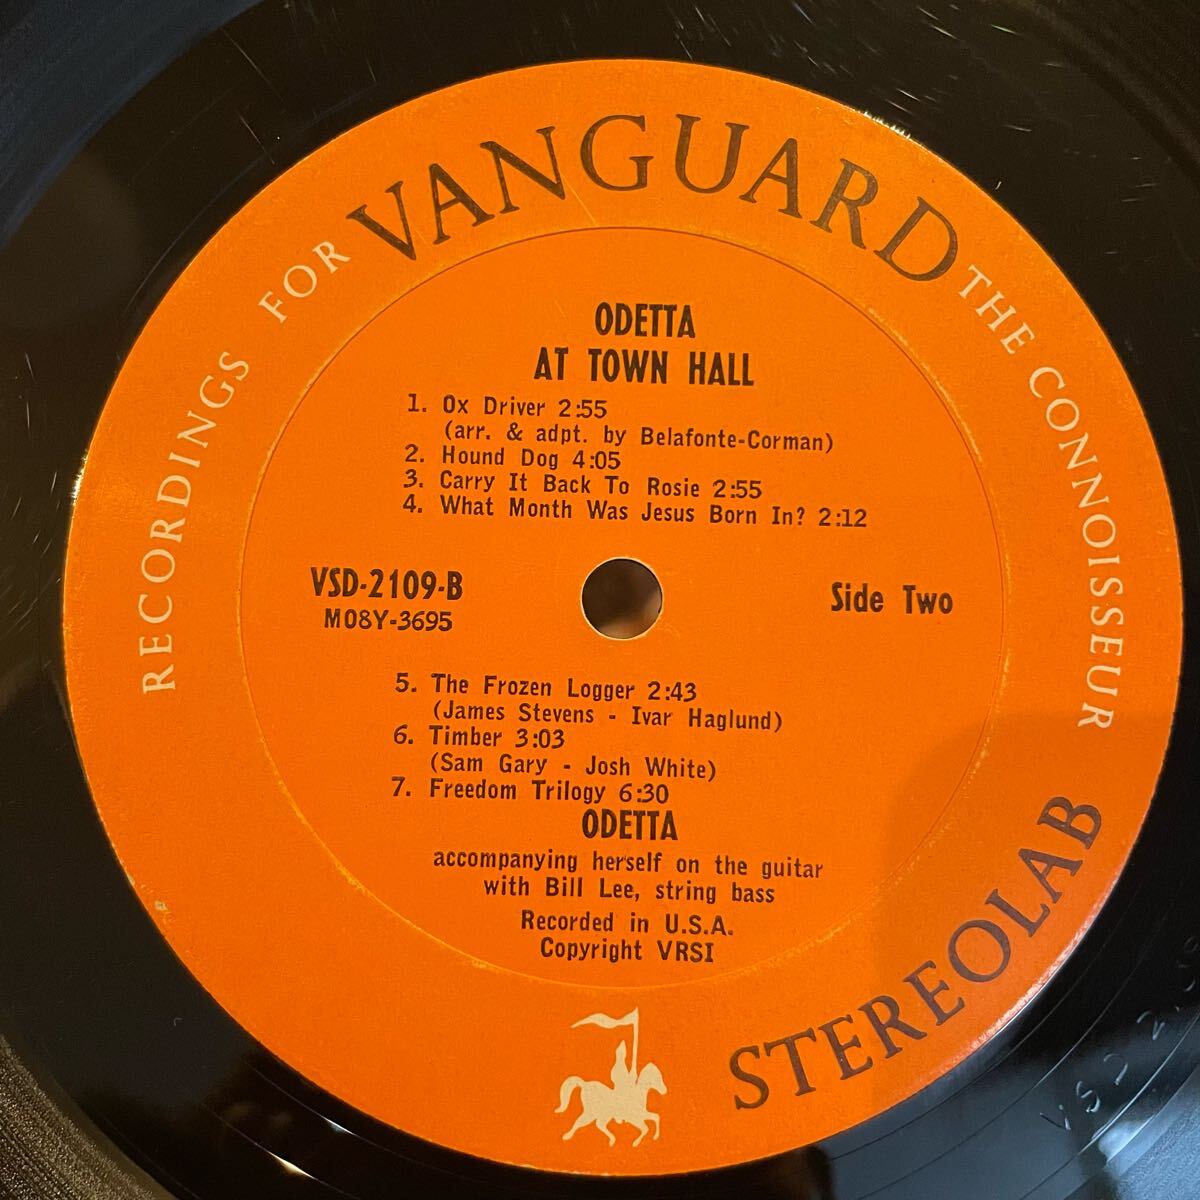 RECORDINGS FOR VANGUARD THE CONNOISSEUR
ODETTA
AT TOWN HALL
1. Ox Driver 2:55
(arr. & adpt. by Belafonte-Corman)
2. Hound Dog 4:05
3. Carry It Back To Rosie 2:55
4. What Month Was Jesus Born In? 2:12
VSD-2109-B
M08Y-3695
Side Two
5. The Frozen Logger 2:43
(James Stevens - Ivar Haglund)
6. Timber 3:03
(Sam Gary - Josh White)
7. Freedom Trilogy 6:30
ODETTA
accompanying herself on the guitar
with Bill Lee, string bass
Recorded in U.S.A.
Copyright VRSI
STEREOLAB